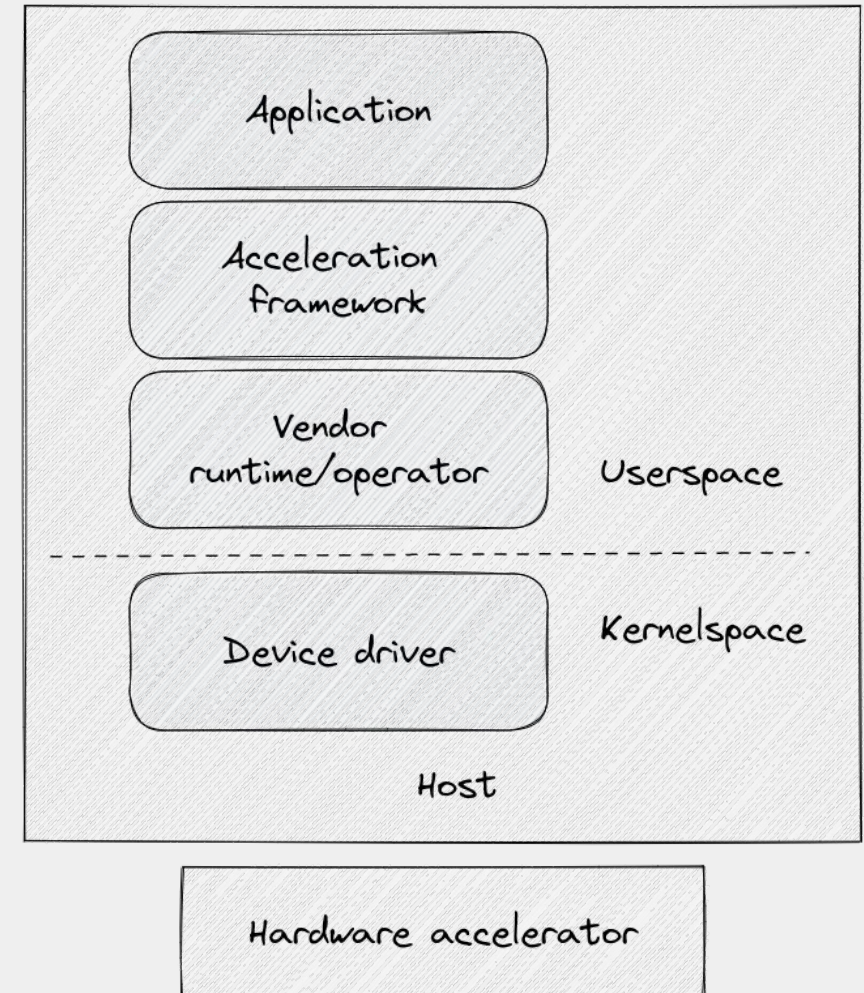 Application
Acceleration
framework
Vendor
runtime/operator
Userspace
Kernelspace
Device driver
Host
Hardware accelerator